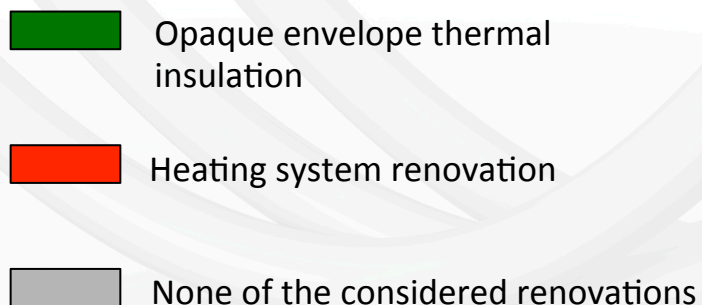 Opaque envelope thermal
insulation
Heating system renovation
None of the considered renovations